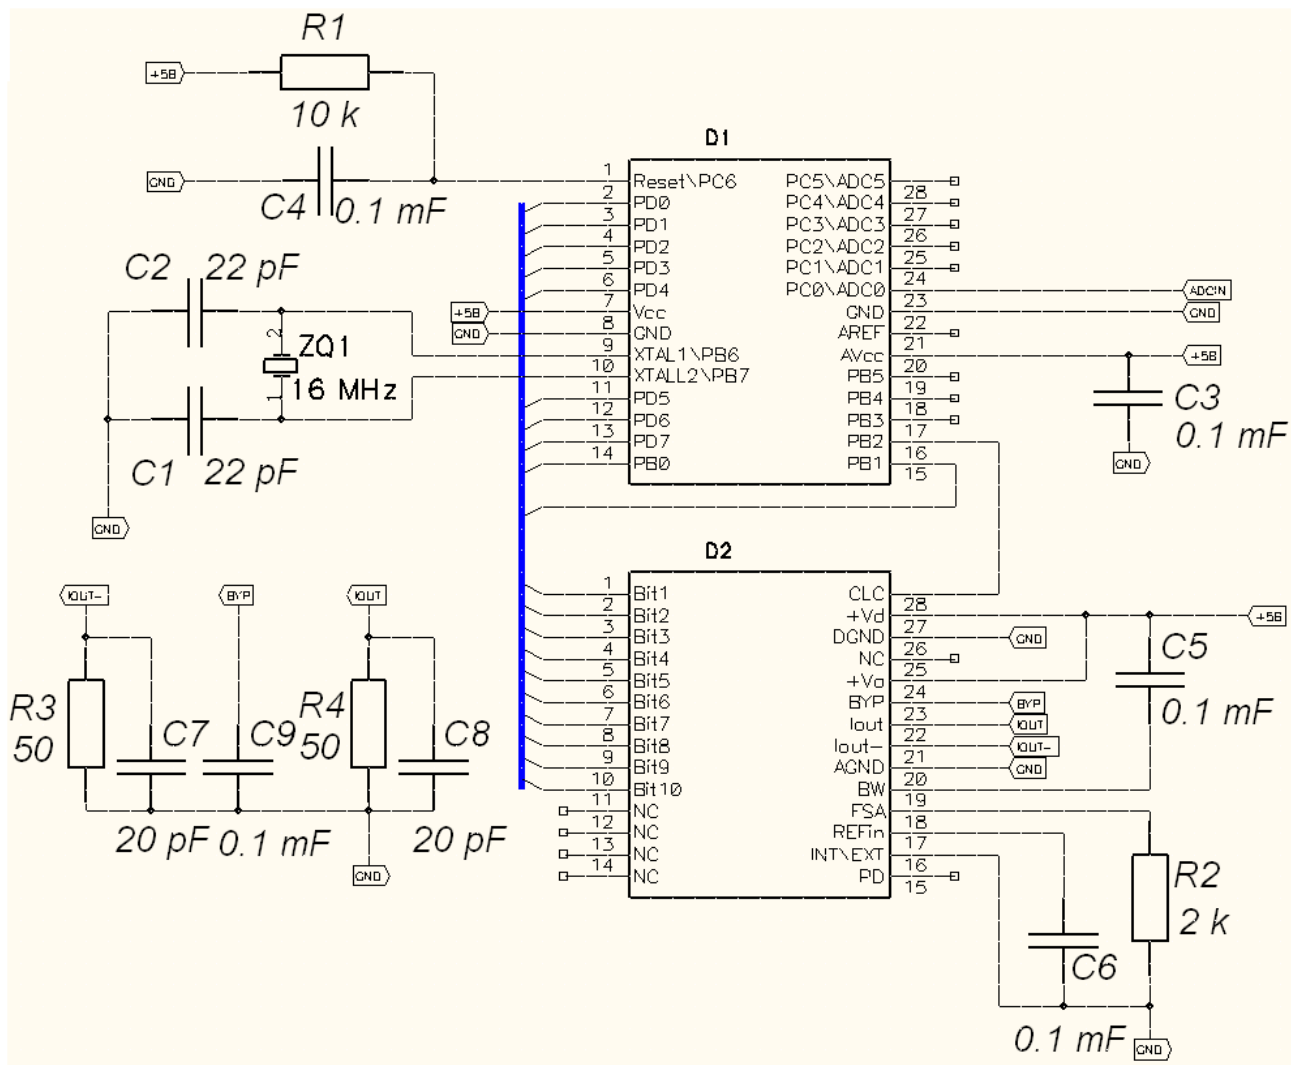 R1
+5В
10 k
D1
GND
C4 0.1 mF
1 Reset\PC6 PC5\ADC5 28
2 PD0 PC4\ADC4 27
3 PD1 PC3\ADC3 26
4 PD2 PC2\ADC2 25
5 PD3 PC1\ADC1 24
6 PD4 PC0\ADC0 23 ADCIN
+5В 7 Vcc GND 22 GND
GND 8 GND AREF 21
9 XTAL1\PB6 AVcc 20 +5В
10 XTALL2\PB7 PB5 19
11 PD5 PB4 18
12 PD6 PB3 17
13 PD7 PB2 16
14 PB0 PB1 15
C2 22 pF
2 ZQ1
1 16 MHz
C1 22 pF
GND
C3
0.1 mF
GND
D2
1 Bit1 CLC 28
2 Bit2 +Vd 27 +5В
3 Bit3 DGND 26 GND
4 Bit4 NC 25
5 Bit5 +Va 24
6 Bit6 BYP 23 BYP
7 Bit7 Iout 22 IOUT
8 Bit8 Iout- 21 IOUT-
9 Bit9 AGND 20 GND
10 Bit10 BW 19
11 NC FSA 18
12 NC REFin 17
13 NC INT\EXT 16
14 NC PD 15
C5
0.1 mF
IOUT- BYP IOUT
R3 C7 C9 R4 C8
50 50
20 pF 0.1 mF 20 pF
GND
R2
2 k
C6
0.1 mF GND